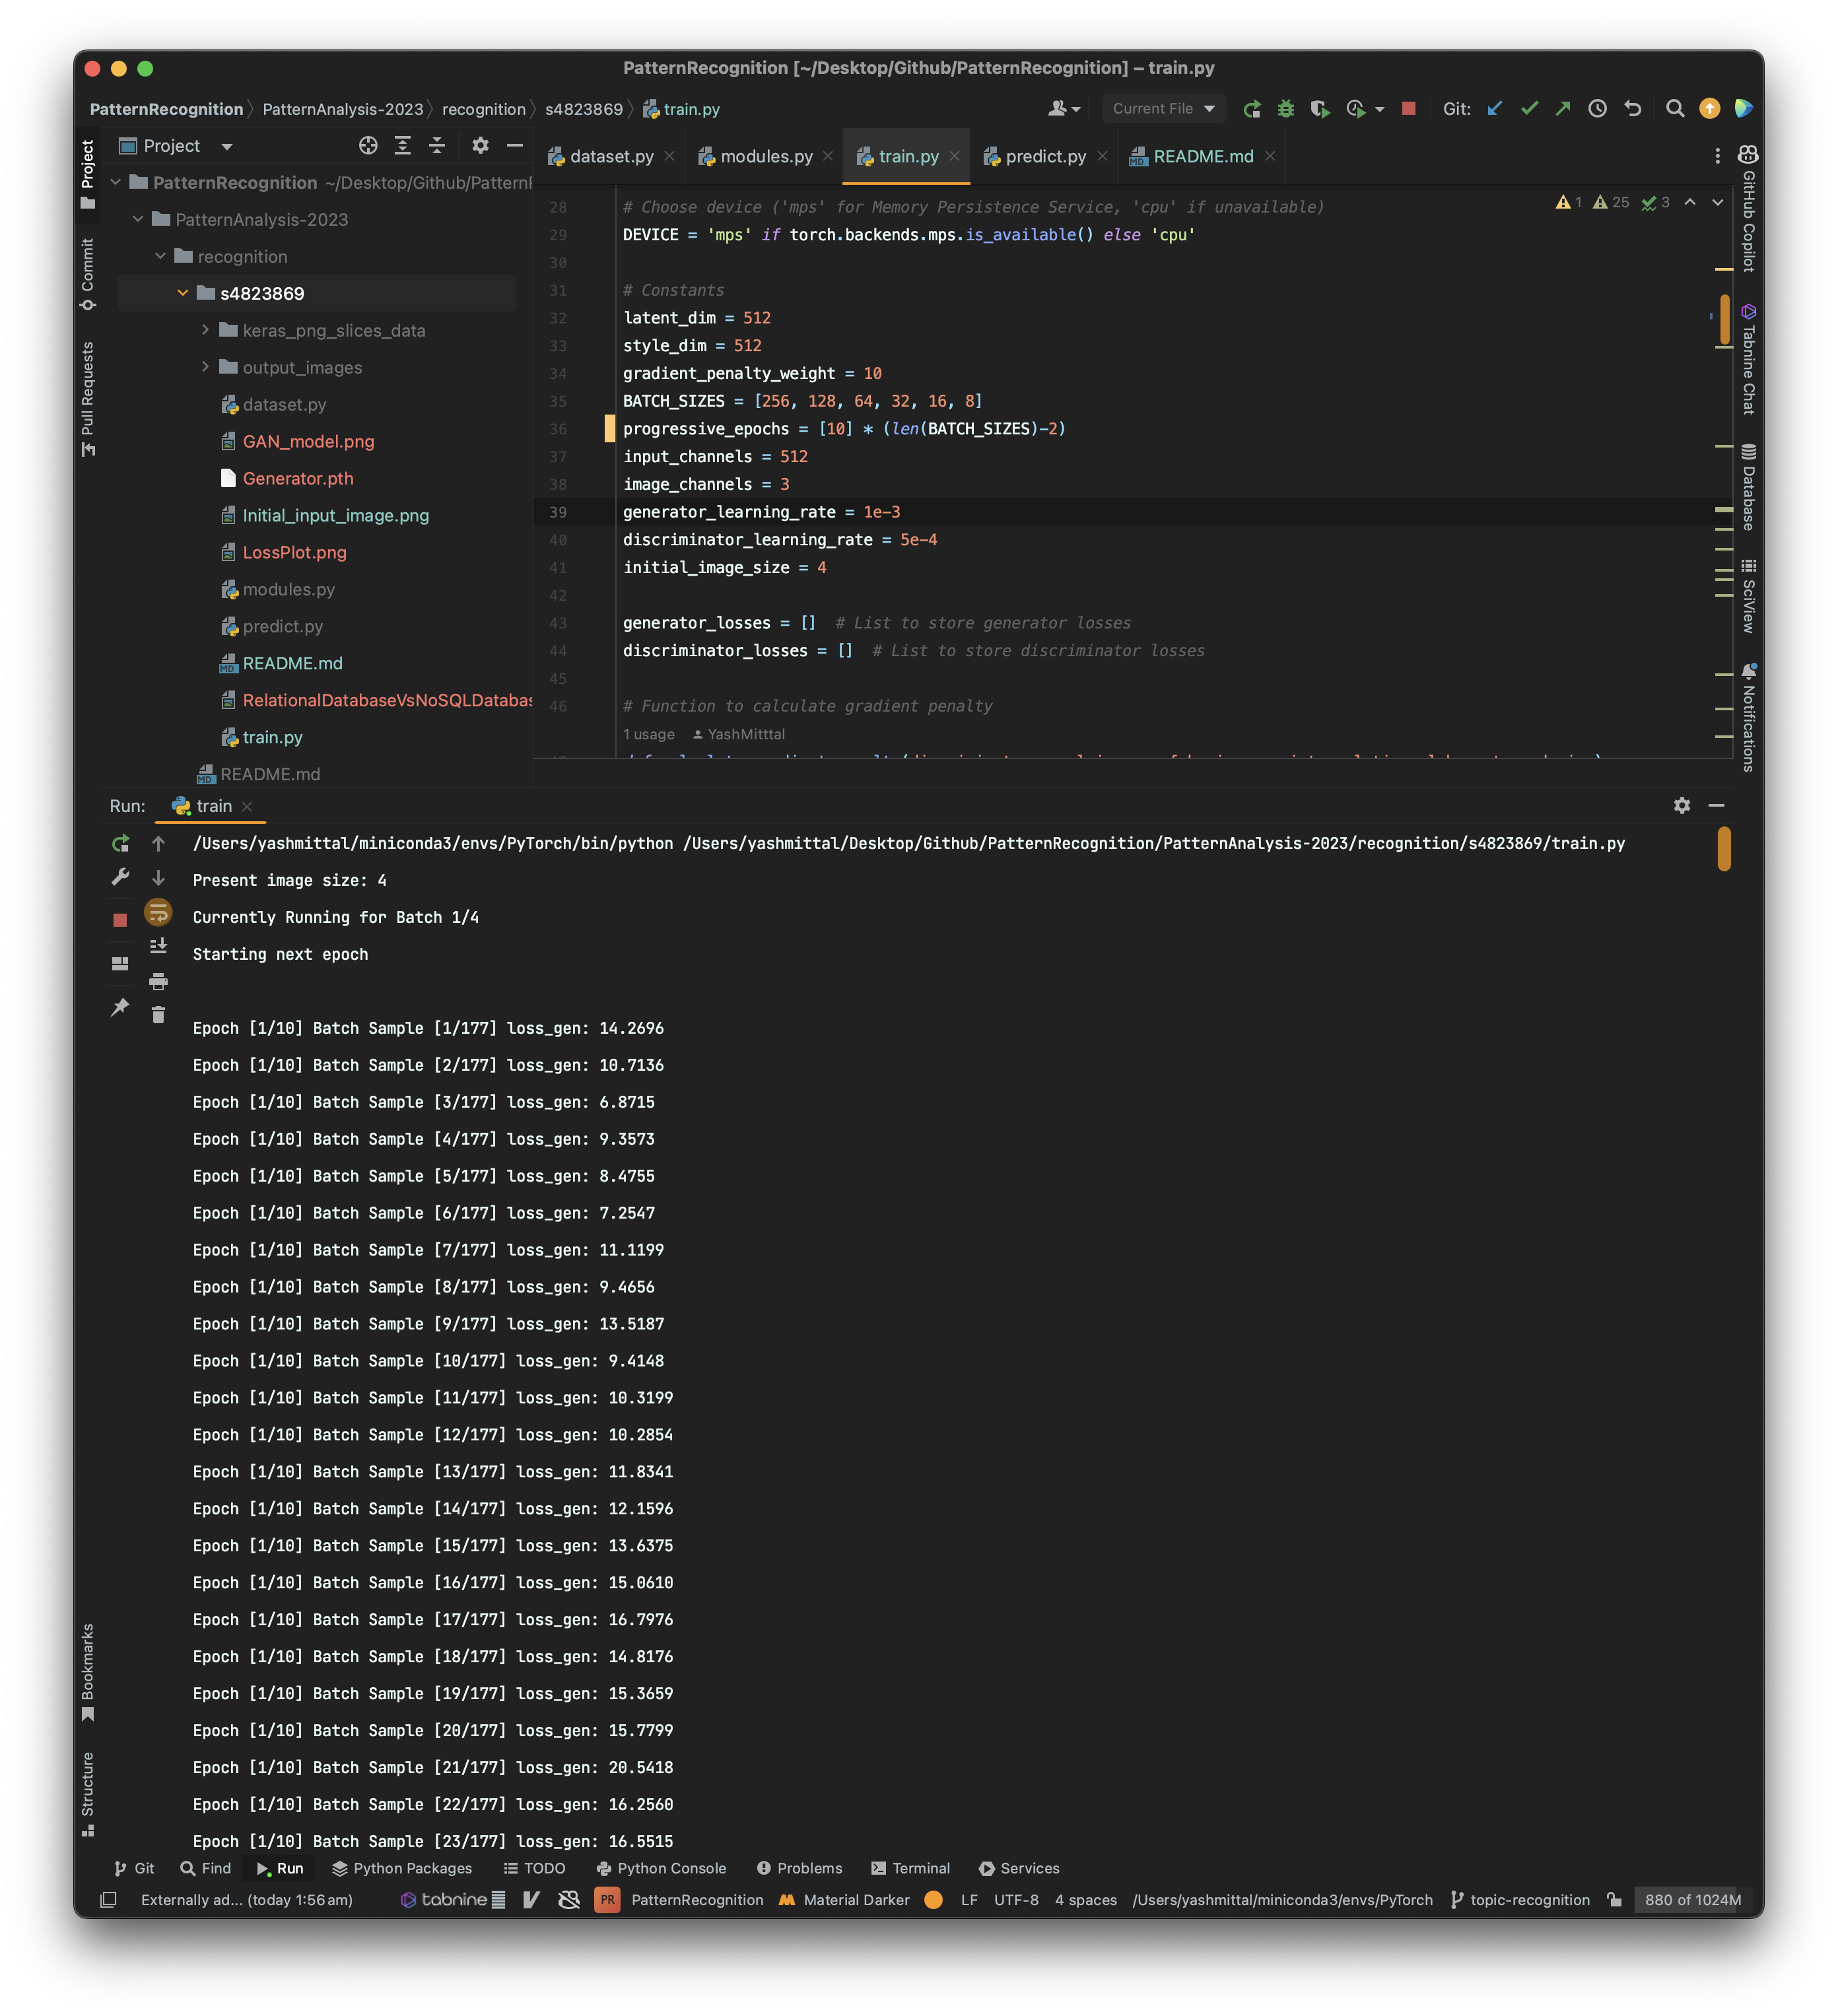 PatternRecognition [~/Desktop/Github/PatternRecognition] – train.py
PatternRecognition PatternAnalysis-2023 recognition s4823869 train.py
Current File
Git:
Project
dataset.py
modules.py
train.py
predict.py
README.md
PatternRecognition ~/Desktop/Github/PatternR
PatternAnalysis-2023
recognition
s4823869
keras_png_slices_data
output_images
dataset.py
GAN_model.png
Generator.pth
Initial_input_image.png
LossPlot.png
modules.py
predict.py
README.md
RelationalDatabaseVsNoSQLDatabas
train.py
README.md
1 25 3
28 # Choose device ('mps' for Memory Persistence Service, 'cpu' if unavailable)
29 DEVICE = 'mps' if torch.backends.mps.is_available() else 'cpu'
30
31 # Constants
32 latent_dim = 512
33 style_dim = 512
34 gradient_penalty_weight = 10
35 BATCH_SIZES = [256, 128, 64, 32, 16, 8]
36 progressive_epochs = [10] * (len(BATCH_SIZES)-2)
37 input_channels = 512
38 image_channels = 3
39 generator_learning_rate = 1e-3
40 discriminator_learning_rate = 5e-4
41 initial_image_size = 4
42
43 generator_losses = []  # List to store generator losses
44 discriminator_losses = []  # List to store discriminator losses
45
46 # Function to calculate gradient penalty
1 usage YashMitttal
Project
Commit
Pull Requests
Bookmarks
Structure
GitHub Copilot
Tabnine Chat
Database
SciView
Notifications
Run: train
/Users/yashmittal/miniconda3/envs/PyTorch/bin/python /Users/yashmittal/Desktop/Github/PatternRecognition/PatternAnalysis-2023/recognition/s4823869/train.py
Present image size: 4
Currently Running for Batch 1/4
Starting next epoch
Epoch [1/10] Batch Sample [1/177] loss_gen: 14.2696
Epoch [1/10] Batch Sample [2/177] loss_gen: 10.7136
Epoch [1/10] Batch Sample [3/177] loss_gen: 6.8715
Epoch [1/10] Batch Sample [4/177] loss_gen: 9.3573
Epoch [1/10] Batch Sample [5/177] loss_gen: 8.4755
Epoch [1/10] Batch Sample [6/177] loss_gen: 7.2547
Epoch [1/10] Batch Sample [7/177] loss_gen: 11.1199
Epoch [1/10] Batch Sample [8/177] loss_gen: 9.4656
Epoch [1/10] Batch Sample [9/177] loss_gen: 13.5187
Epoch [1/10] Batch Sample [10/177] loss_gen: 9.4148
Epoch [1/10] Batch Sample [11/177] loss_gen: 10.3199
Epoch [1/10] Batch Sample [12/177] loss_gen: 10.2854
Epoch [1/10] Batch Sample [13/177] loss_gen: 11.8341
Epoch [1/10] Batch Sample [14/177] loss_gen: 12.1596
Epoch [1/10] Batch Sample [15/177] loss_gen: 13.6375
Epoch [1/10] Batch Sample [16/177] loss_gen: 15.0610
Epoch [1/10] Batch Sample [17/177] loss_gen: 16.7976
Epoch [1/10] Batch Sample [18/177] loss_gen: 14.8176
Epoch [1/10] Batch Sample [19/177] loss_gen: 15.3659
Epoch [1/10] Batch Sample [20/177] loss_gen: 15.7799
Epoch [1/10] Batch Sample [21/177] loss_gen: 20.5418
Epoch [1/10] Batch Sample [22/177] loss_gen: 16.2560
Epoch [1/10] Batch Sample [23/177] loss_gen: 16.5515
Git Find Run Python Packages TODO Python Console Problems Terminal Services
Externally ad... (today 1:56 am) tabnine PR PatternRecognition Material Darker LF UTF-8 4 spaces /Users/yashmittal/miniconda3/envs/PyTorch topic-recognition 880 of 1024M